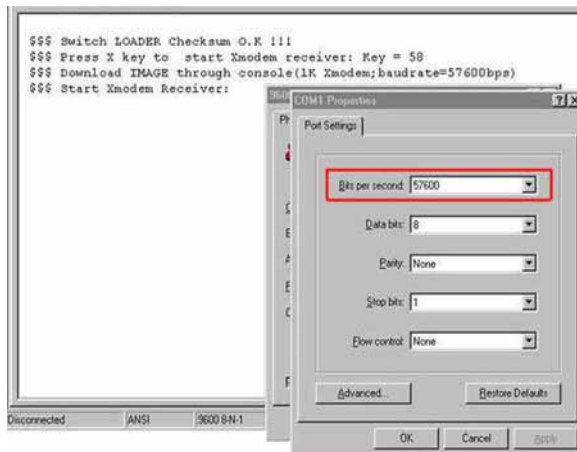 $$$ Switch LOADER Checksum O.K !!!
$$$ Press X key to  start Xmodem receiver: Key = 58
$$$ Download IMAGE through console(1K Xmodem;baudrate=57600bps)
$$$ Start Xmodem Receiver:
COM1 Properties
Port Settings
Bits per second: 57600
Data bits: 8
Parity: None
Stop bits: 1
Flow control: None
Advanced...
Restore Defaults
Disconnected
ANSI
9600 8-N-1
OK
Cancel
Apply